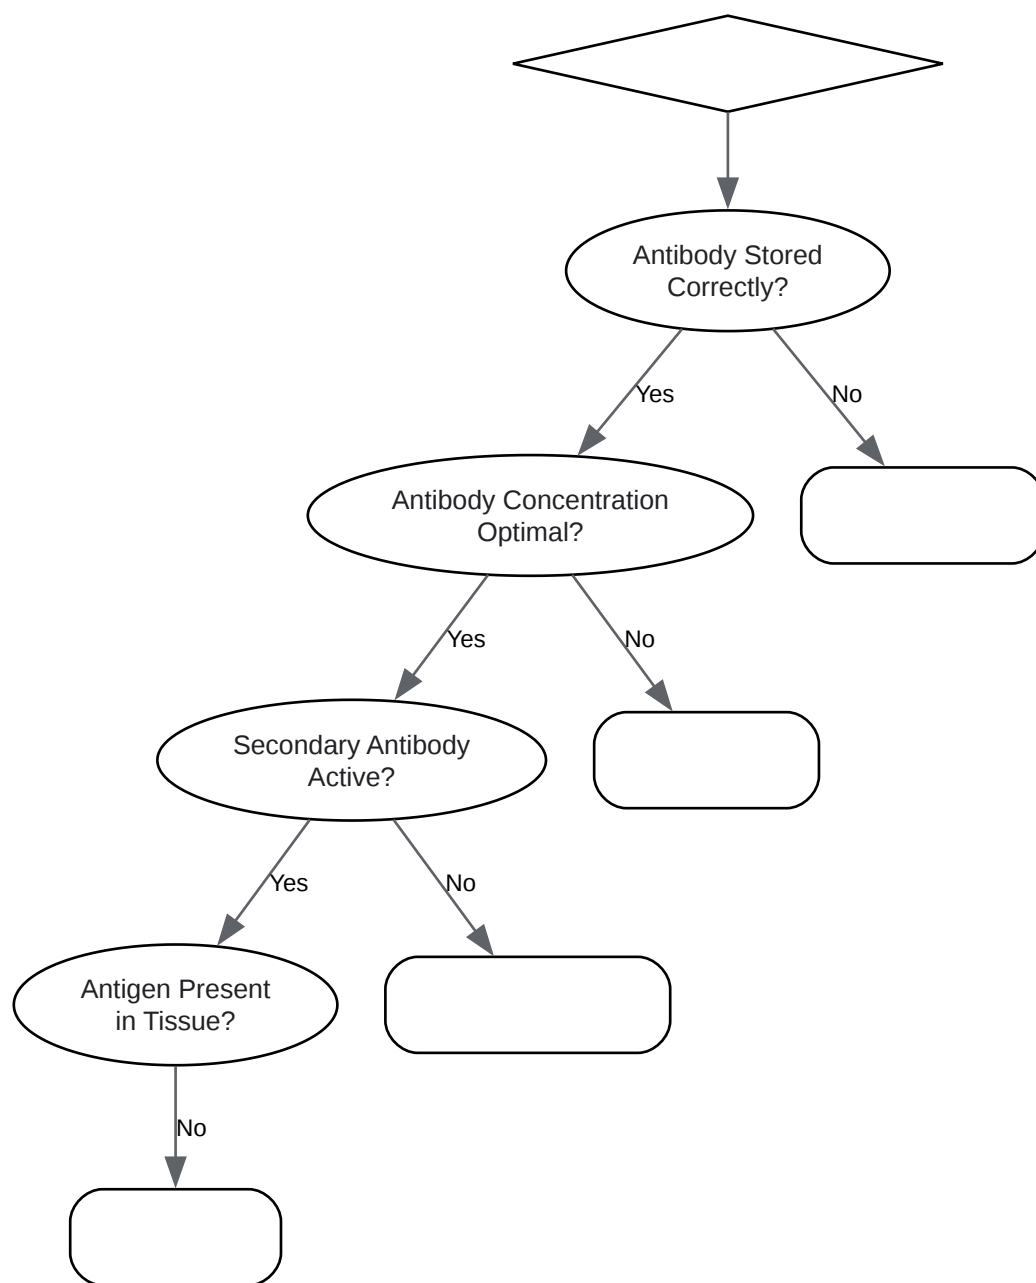 Antibody Stored
Correctly?
Yes
No
Antibody Concentration
Optimal?
Yes
No
Secondary Antibody
Active?
Yes
No
Antigen Present
in Tissue?
No